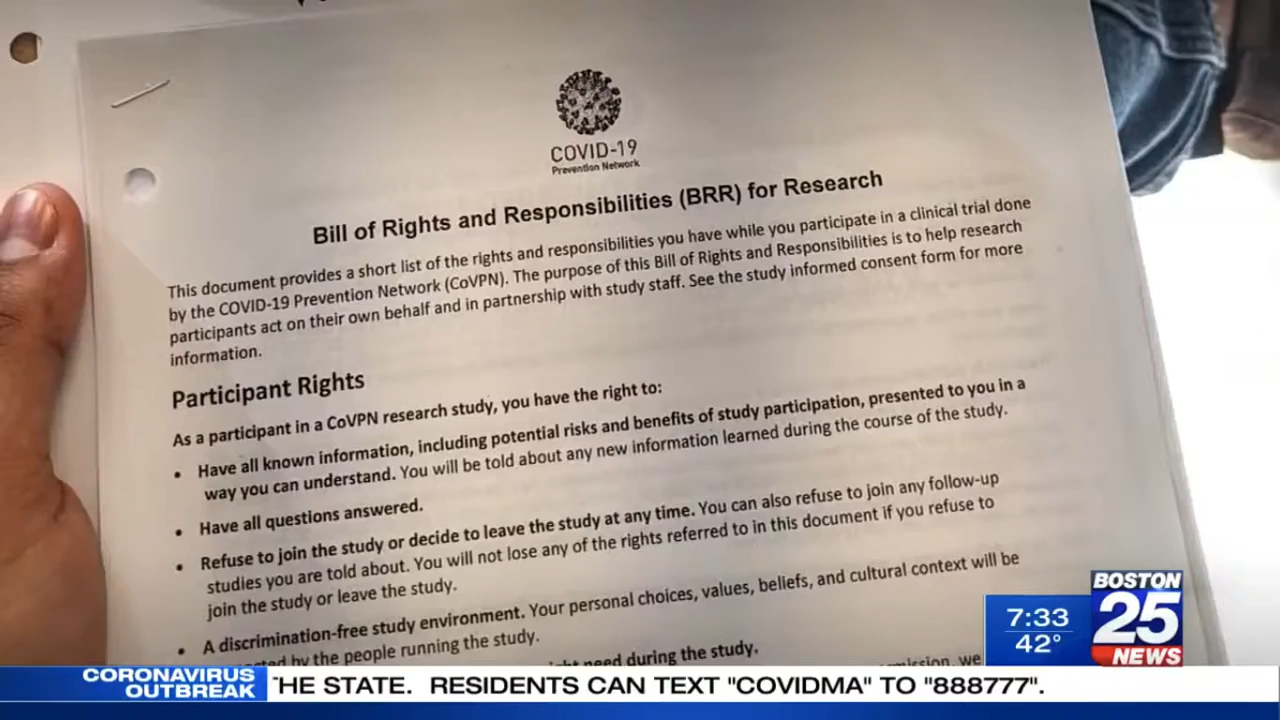 COVID-19
Prevention Network
Bill of Rights and Responsibilities (BRR) for Research
This document provides a short list of the rights and responsibilities you have while you participate in a clinical trial done
by the COVID-19 Prevention Network (CoVPN). The purpose of this Bill of Rights and Responsibilities is to help research
participants act on their own behalf and in partnership with study staff. See the study informed consent form for more
information.
Participant Rights
As a participant in a CoVPN research study, you have the right to:
• Have all known information, including potential risks and benefits of study participation, presented to you in a
way you can understand. You will be told about any new information learned during the course of the study.
• Have all questions answered.
• Refuse to join the study or decide to leave the study at any time. You can also refuse to join any follow-up
studies you are told about. You will not lose any of the rights referred to in this document if you refuse to
join the study or leave the study.
• A discrimination-free study environment. Your personal choices, values, beliefs, and cultural context will be
by the people running the study.
need during the study.
we
7:33
42°
BOSTON
25
NEWS
CORONAVIRUS
OUTBREAK
HE STATE. RESIDENTS CAN TEXT "COVIDMA" TO "888777".